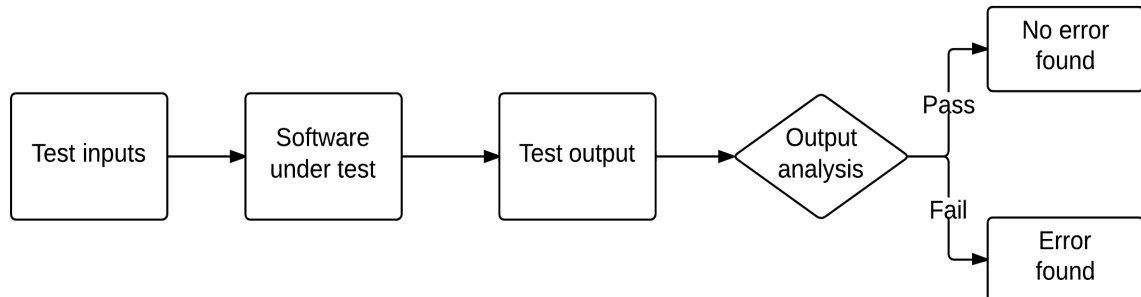 Test inputs
Software
under test
Test output
Output
analysis
Pass
No error
found
Fail
Error
found